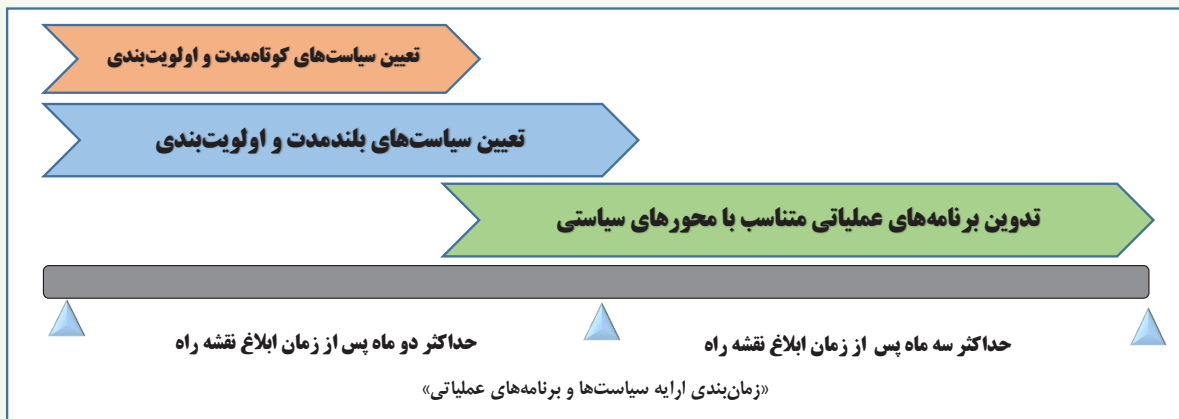 تعیین سیاست‌های کوتاه‌مدت و اولویت‌بندی
تعیین سیاست‌های بلندمدت و اولویت‌بندی
تدوین برنامه‌های عملیاتی متناسب با محورهای سیاستی
حداکثر سه ماه پس از زمان ابلاغ نقشه راه
حداکثر دو ماه پس از زمان ابلاغ نقشه راه
«زمان‌بندی ارایه سیاست‌ها و برنامه‌های عملیاتی»